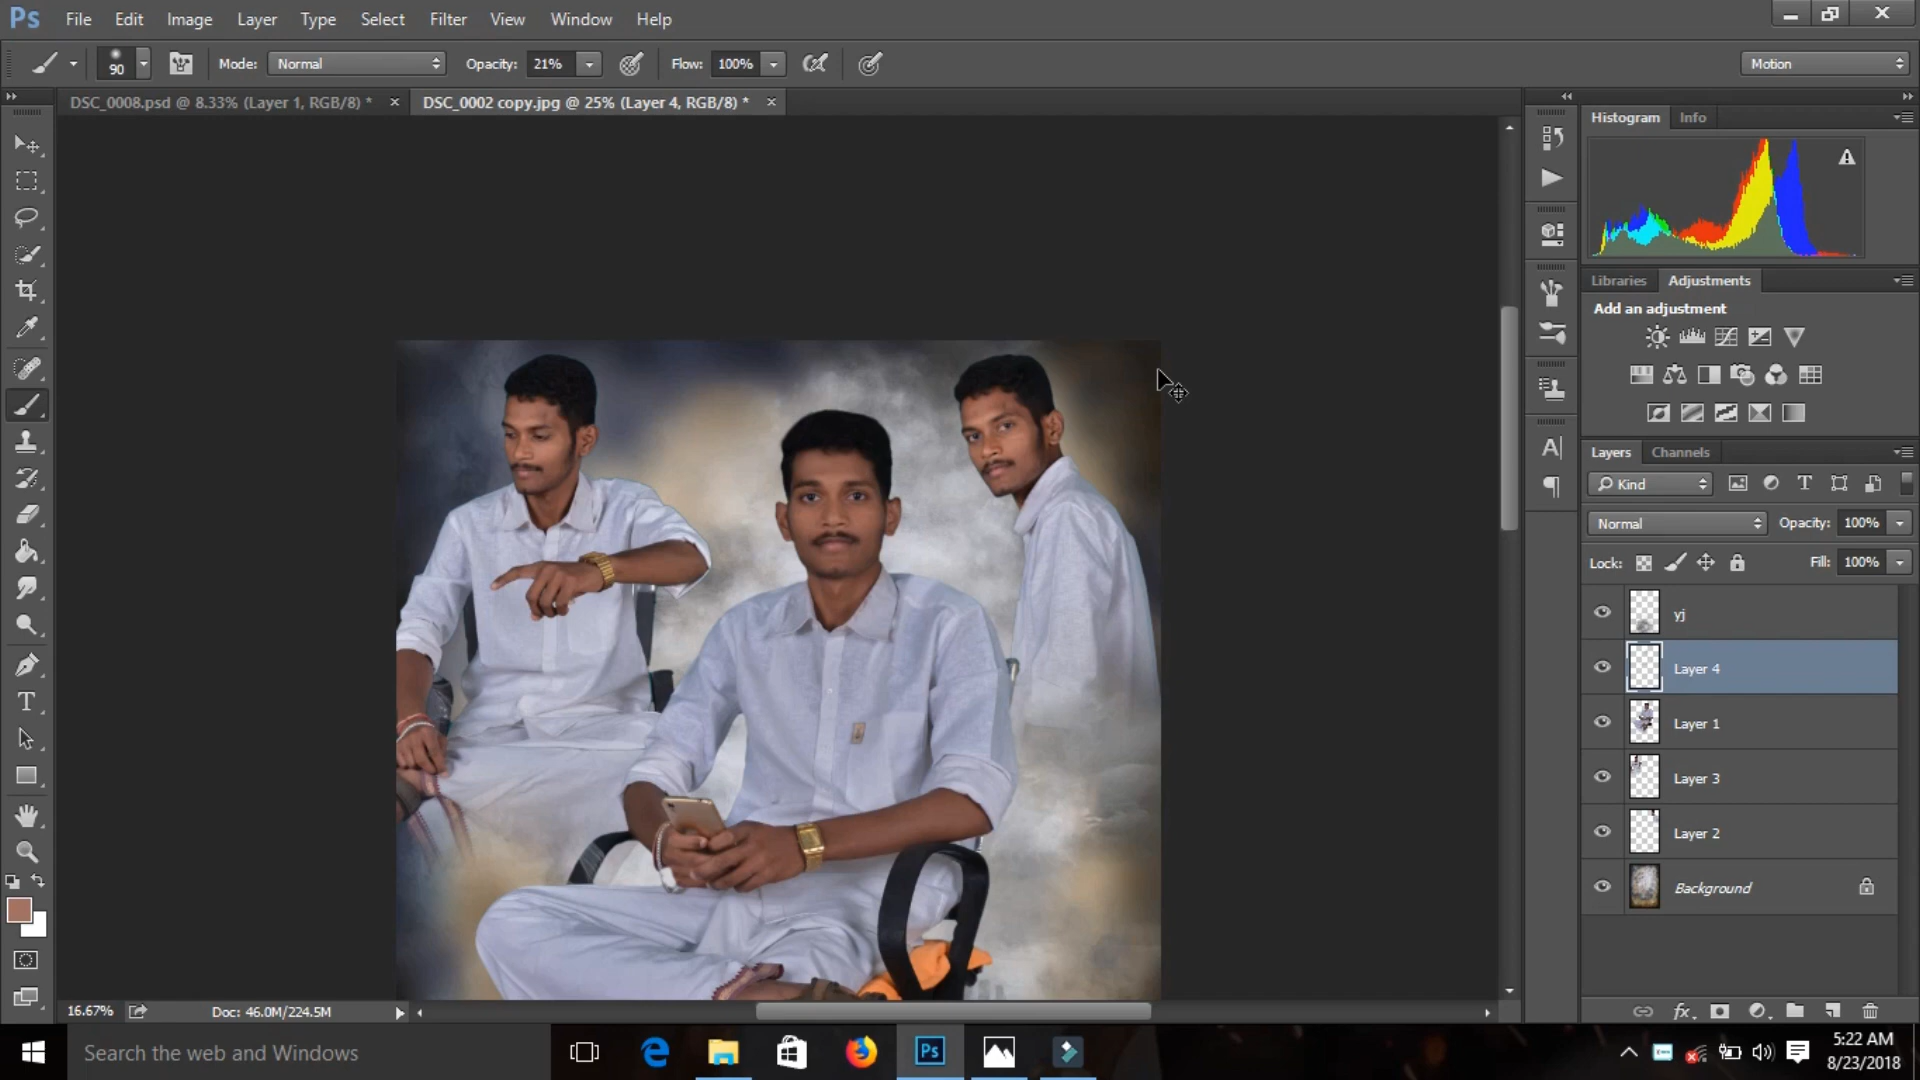 Ps File Edit Image Layer Type Select Filter View Window Help
90 Mode: Normal Opacity: 21% Flow: 100% Motion
DSC_0008.psd @ 8.33% (Layer 1, RGB/8) * × DSC_0002 copy.jpg @ 25% (Layer 4, RGB/8) * ×
Histogram Info
Libraries Adjustments
Add an adjustment
Layers Channels
Kind
Normal Opacity: 100%
Lock: Fill: 100%
yj
Layer 4
Layer 1
Layer 3
Layer 2
Background
16.67% Doc: 46.0M/224.5M
Search the web and Windows
Ps
5:22 AM
8/23/2018